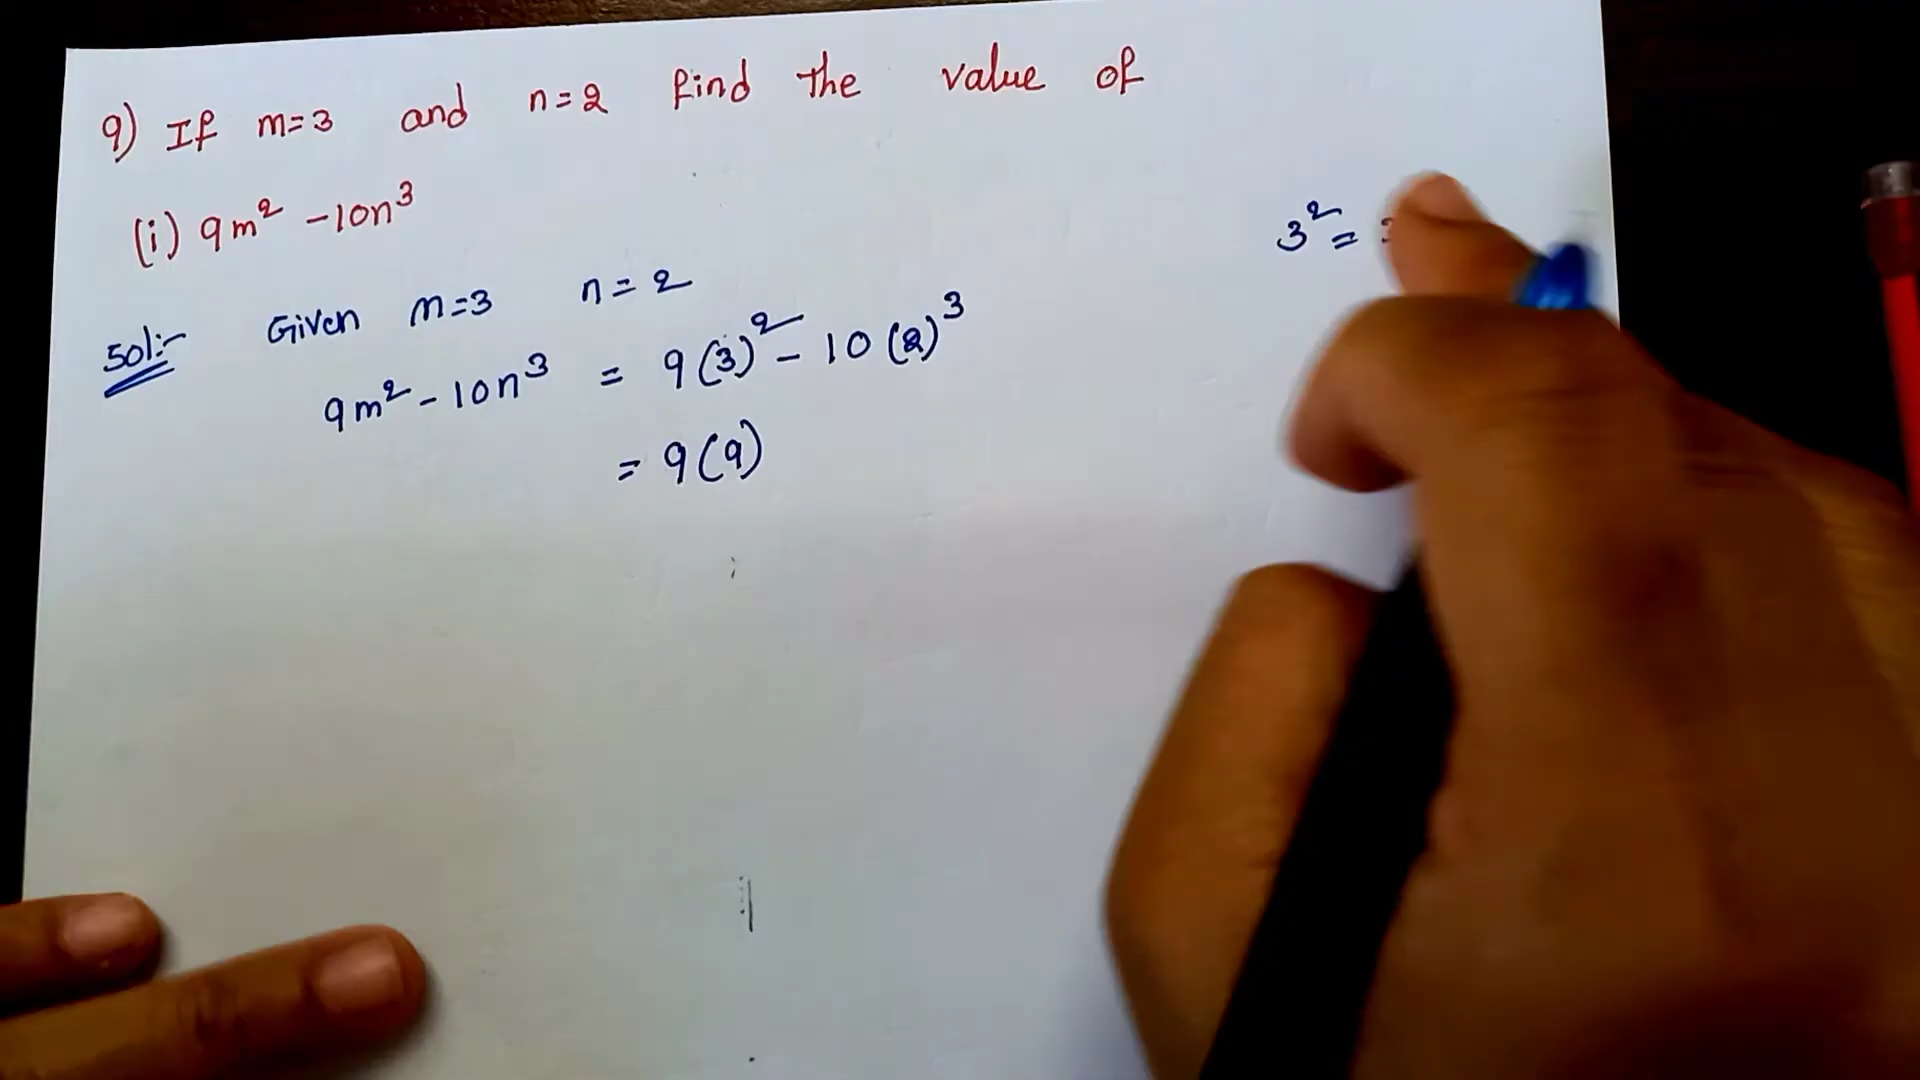 9) If m=3 and n=2 find the value of
(i) 9m² -10n³
3² =
Sol:- Given m=3 n=2
9m² - 10n³ = 9(3)² - 10(2)³
= 9(9)